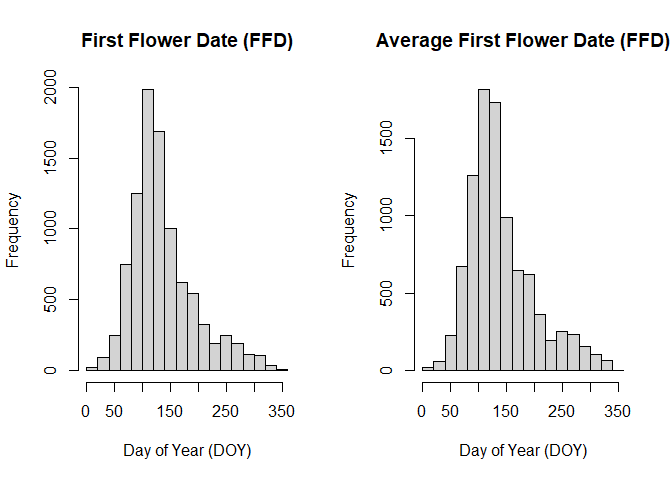 First Flower Date (FFD)
Frequency
2000
1500
1000
500
0
0 50 150 250 350
Day of Year (DOY)
Average First Flower Date (FFD)
Frequency
1500
1000
500
0
0 50 150 250 350
Day of Year (DOY)